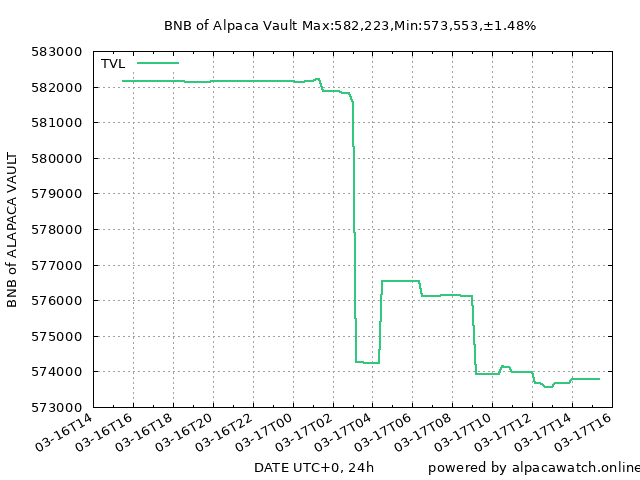 BNB of Alpaca Vault Max:582,223,Min:573,553,±1.48%
TVL
583000
582000
581000
580000
579000
578000
577000
576000
575000
574000
573000
BNB of ALAPACA VAULT
03-16T14
03-16T16
03-16T18
03-16T20
03-16T22
03-17T00
03-17T02
03-17T04
03-17T06
03-17T08
03-17T10
03-17T12
03-17T14
03-17T16
DATE UTC+0, 24h
powered by alpacawatch.online